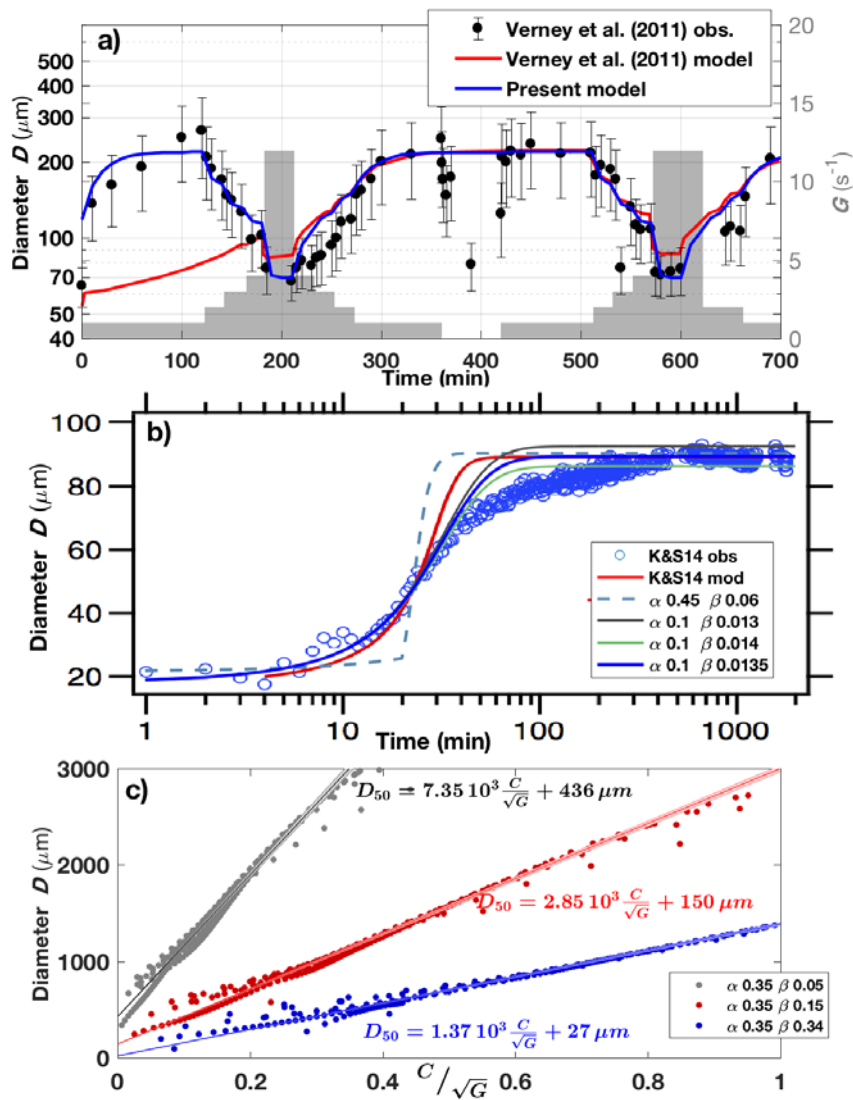 a)
Verney et al. (2011) obs.
Verney et al. (2011) model
Present model
Diameter D (μm)
500
400
300
200
100
70
50
40
20
15
10
5
0
G (s⁻¹)
0 100 200 300 400 500 600 700
Time (min)
b)
Diameter D (μm)
100
80
60
40
20
K&S14 obs
K&S14 mod
α 0.45 β 0.06
α 0.1 β 0.013
α 0.1 β 0.014
α 0.1 β 0.0135
1 10 100 1000
Time (min)
c)
Diameter D (μm)
3000
2000
1000
0
D₅₀ = 7.35 10³ C/√G + 436 μm
D₅₀ = 2.85 10³ C/√G + 150 μm
D₅₀ = 1.37 10³ C/√G + 27 μm
α 0.35 β 0.05
α 0.35 β 0.15
α 0.35 β 0.34
0 0.2 0.4 0.6 0.8 1
C/√G